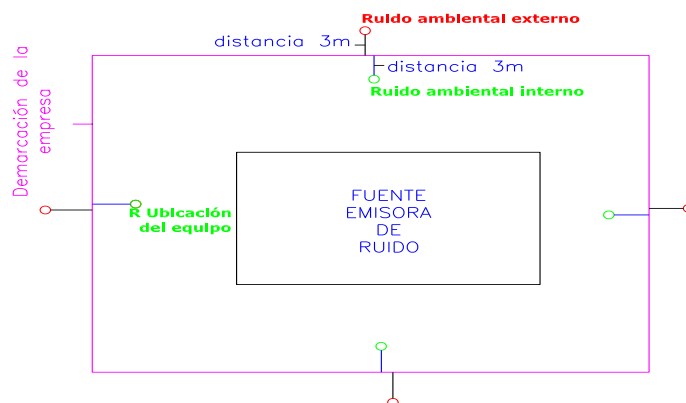 Ruldo ambiental externo
distancia 3m
distancia 3m
Ruido ambiental interno
Demarcación de la
empresa
R Ubicación
del equipo
FUENTE
EMISORA
DE
RUIDO